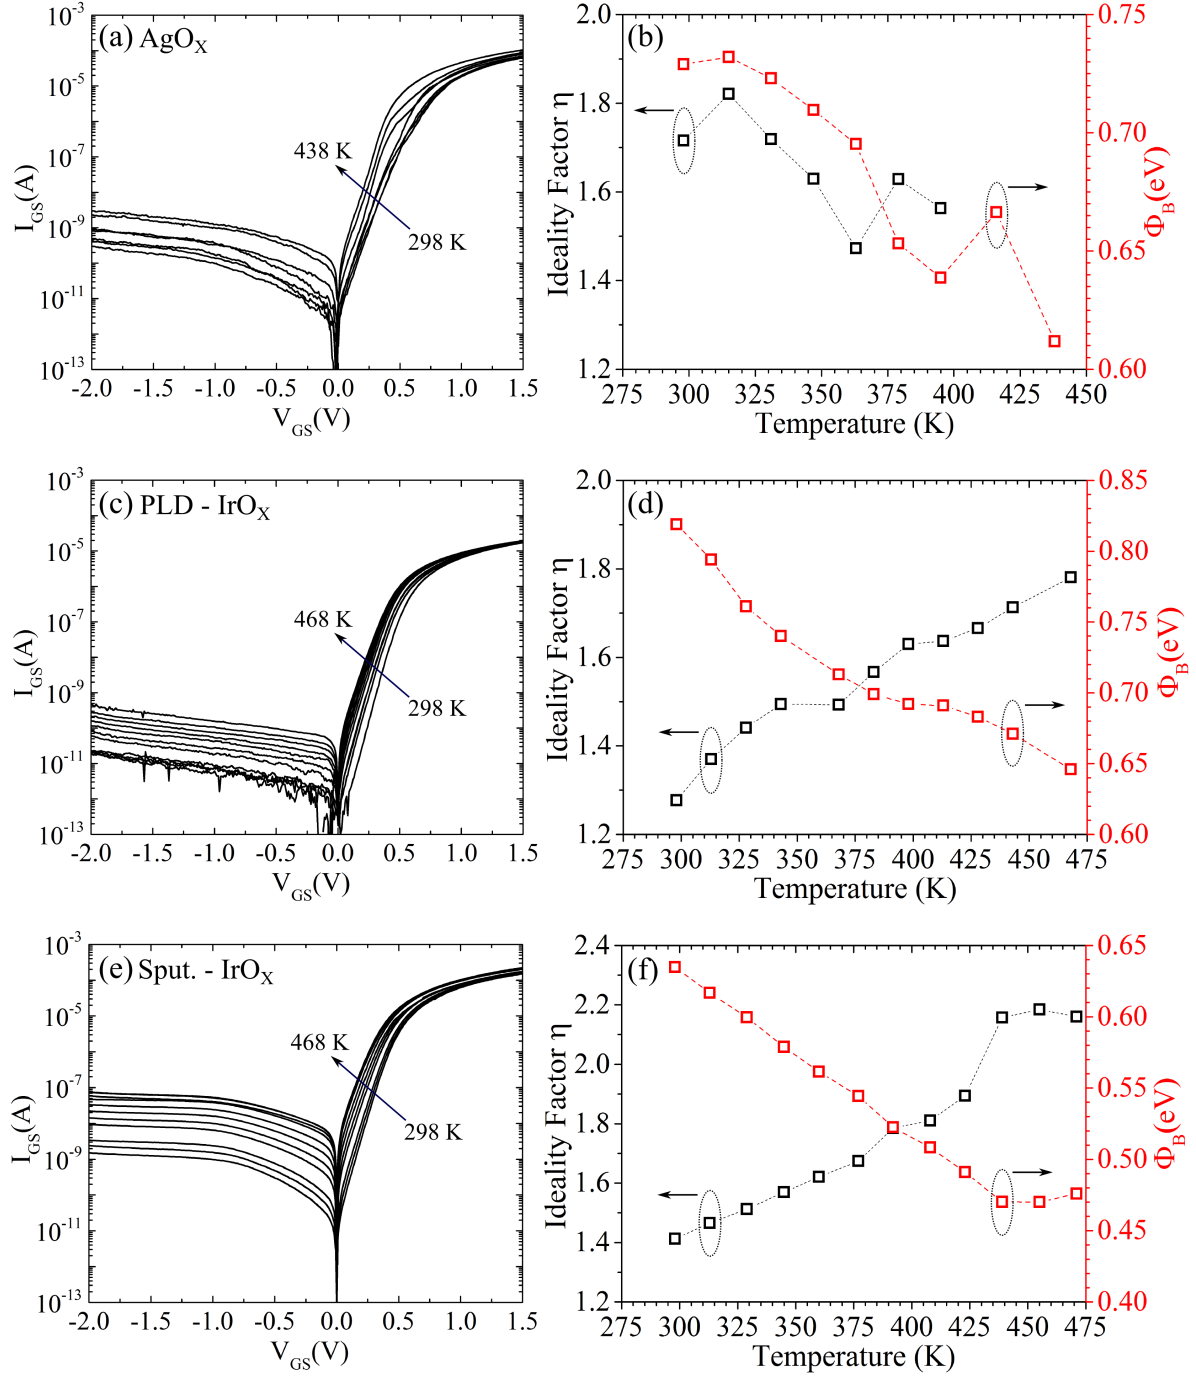 (a) AgOX
10-3
10-5
10-7
10-9
10-11
10-13
IGS(A)
438 K
298 K
-2.0 -1.5 -1.0 -0.5 0.0 0.5 1.0 1.5
VGS(V)
(b)
2.0
1.8
1.6
1.4
1.2
Ideality Factor η
0.75
0.70
0.65
0.60
ΦB(eV)
275 300 325 350 375 400 425 450
Temperature (K)
(c) PLD - IrOX
10-3
10-5
10-7
10-9
10-11
10-13
IGS(A)
468 K
298 K
-2.0 -1.5 -1.0 -0.5 0.0 0.5 1.0 1.5
VGS(V)
(d)
2.0
1.8
1.6
1.4
1.2
Ideality Factor η
0.85
0.80
0.75
0.70
0.65
0.60
ΦB(eV)
275 300 325 350 375 400 425 450 475
Temperature (K)
(e) Sput. - IrOX
10-3
10-5
10-7
10-9
10-11
10-13
IGS(A)
468 K
298 K
-2.0 -1.5 -1.0 -0.5 0.0 0.5 1.0 1.5
VGS(V)
(f)
2.4
2.2
2.0
1.8
1.6
1.4
1.2
Ideality Factor η
0.65
0.60
0.55
0.50
0.45
0.40
ΦB(eV)
275 300 325 350 375 400 425 450 475
Temperature (K)